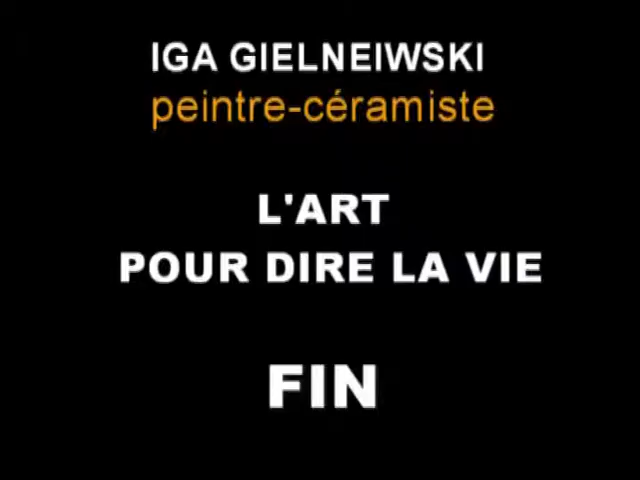 IGA GIELNEIWSKI
peintre-céramiste
L'ART
POUR DIRE LA VIE
FIN